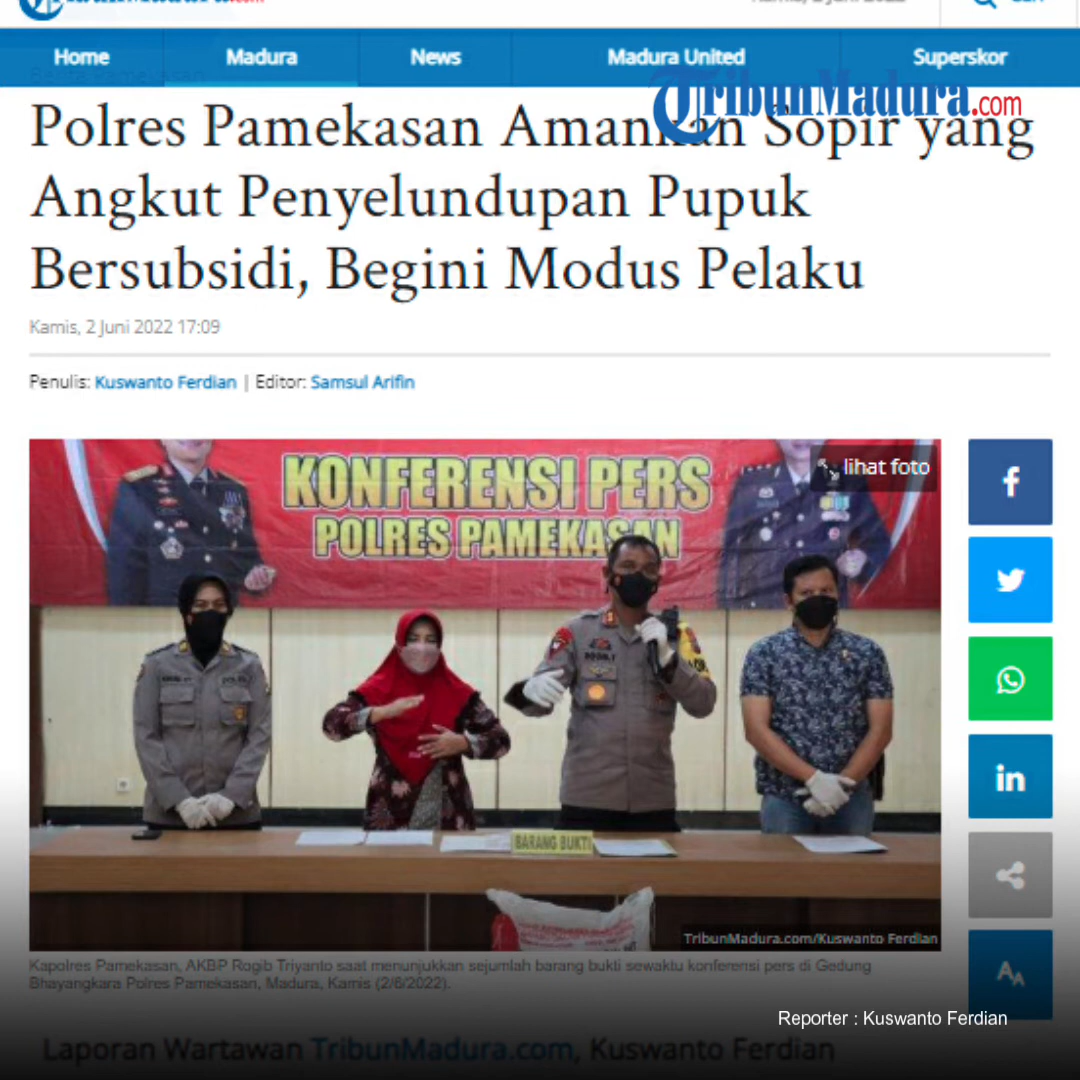 Home Madura News Madura United Superskor
TribunMadura.com
Polres Pamekasan Amankan Sopir yang
Angkut Penyelundupan Pupuk
Bersubsidi, Begini Modus Pelaku
Kamis, 2 Juni 2022 17:09
Penulis: Kuswanto Ferdian | Editor: Samsul Arifin
lihat foto
KONFERENSI PERS
POLRES PAMEKASAN
BARANG BUKTI
TribunMadura.com/Kuswanto Ferdian
Kapolres Pamekasan, AKBP Rogib Triyanto saat menunjukkan sejumlah barang bukti sewaktu konferensi pers di Gedung
Bhayangkara Polres Pamekasan, Madura, Kamis (2/6/2022).
Reporter : Kuswanto Ferdian
Laporan Wartawan TribunMadura.com, Kuswanto Ferdian